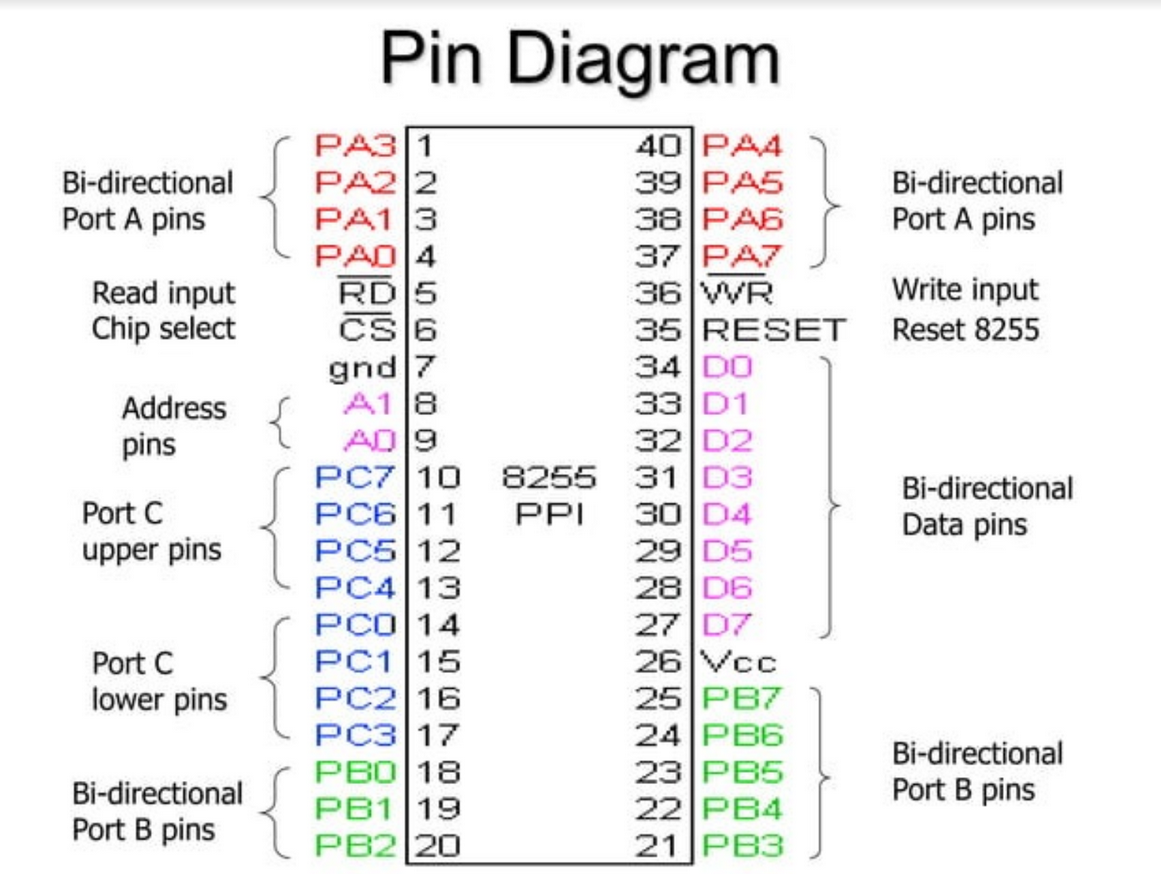 Pin Diagram
Bi-directional
Port A pins
PA3 1
PA2 2
PA1 3
PA0 4
40 PA4
39 PA5
38 PA6
37 PA7
Bi-directional
Port A pins
Read input
Chip select
RD 5
CS 6
gnd 7
36 WR
35 RESET
Write input
Reset 8255
Address
pins
A1 8
A0 9
Port C
upper pins
PC7 10
PC6 11
PC5 12
PC4 13
8255
PPI
34 D0
33 D1
32 D2
31 D3
30 D4
29 D5
28 D6
27 D7
Bi-directional
Data pins
Port C
lower pins
PC0 14
PC1 15
PC2 16
PC3 17
26 Vcc
Bi-directional
Port B pins
PB0 18
PB1 19
PB2 20
25 PB7
24 PB6
23 PB5
22 PB4
21 PB3
Bi-directional
Port B pins